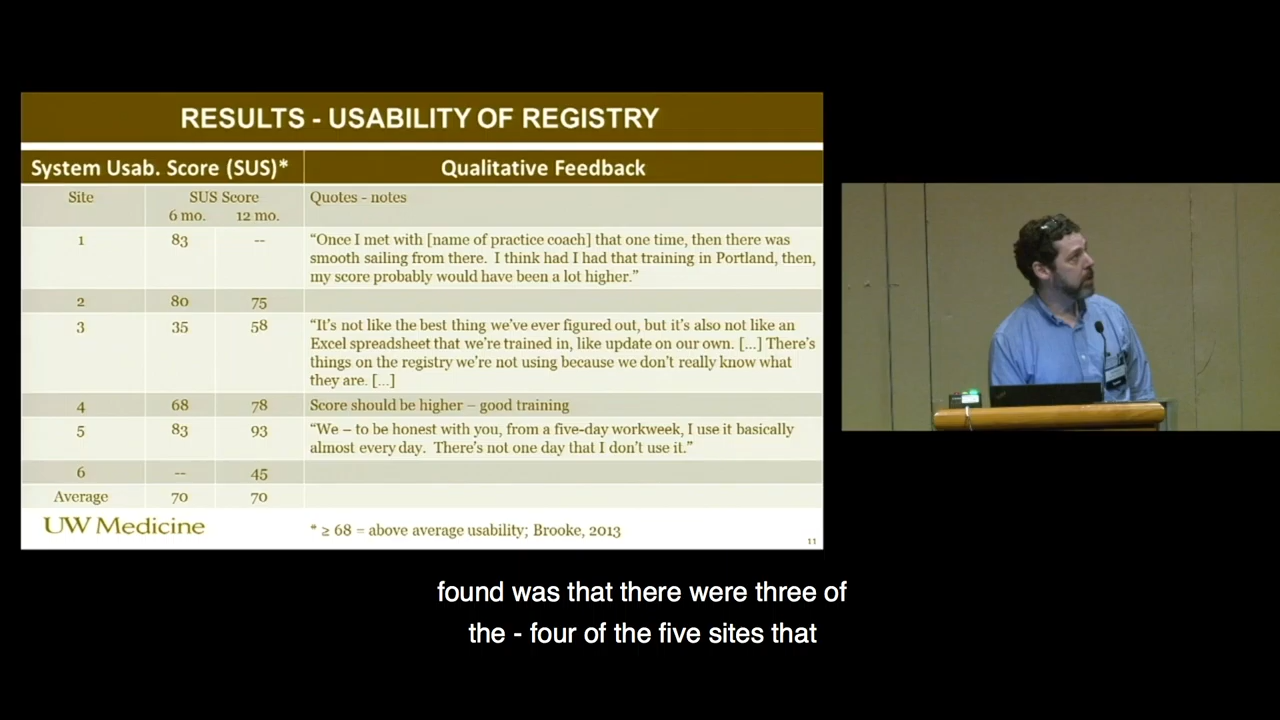 RESULTS - USABILITY OF REGISTRY
System Usab. Score (SUS)* Qualitative Feedback
Site SUS Score Quotes - notes
6 mo. 12 mo.
1 83 -- “Once I met with [name of practice coach] that one time, then there was
smooth sailing from there. I think had I had that training in Portland, then,
my score probably would have been a lot higher.”
2 80 75
3 35 58 “It’s not like the best thing we’ve ever figured out, but it’s also not like an
Excel spreadsheet that we’re trained in, like update on our own. [...] There’s
things on the registry we’re not using because we don’t really know what
they are. [...]
4 68 78 Score should be higher – good training
5 83 93 “We – to be honest with you, from a five-day workweek, I use it basically
almost every day. There’s not one day that I don’t use it.”
6 -- 45
Average 70 70
UW Medicine * ≥ 68 = above average usability; Brooke, 2013
11
found was that there were three of
the - four of the five sites that